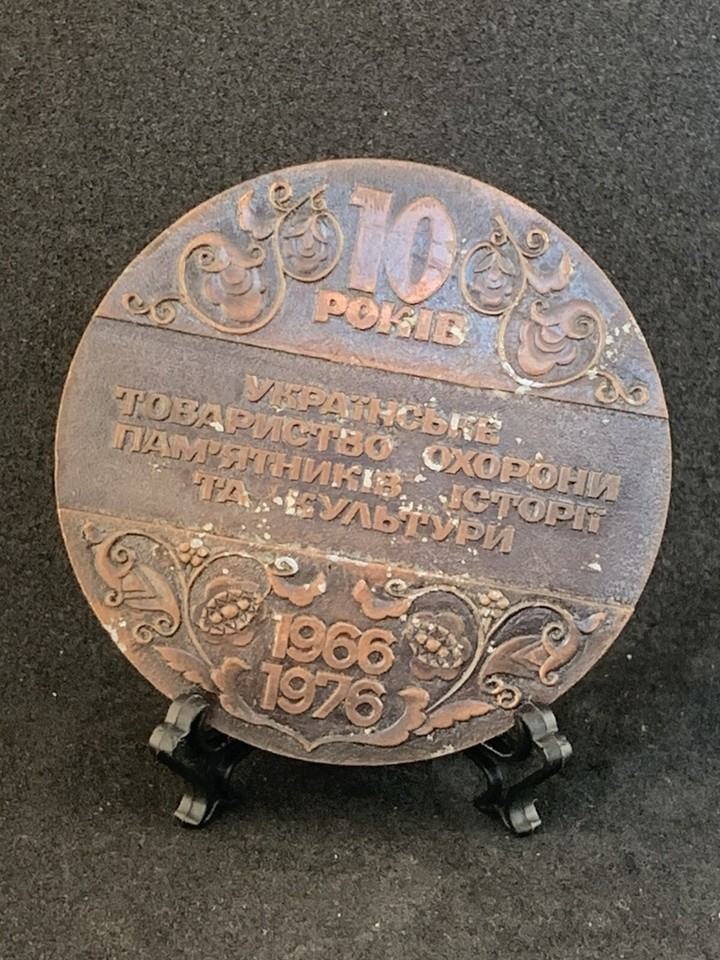 10
РОКІВ
УКРАЇНСЬКЕ
ТОВАРИСТВО ОХОРОНИ
ПАМ'ЯТНИКІВ ІСТОРІЇ
ТА КУЛЬТУРИ
1966
1976